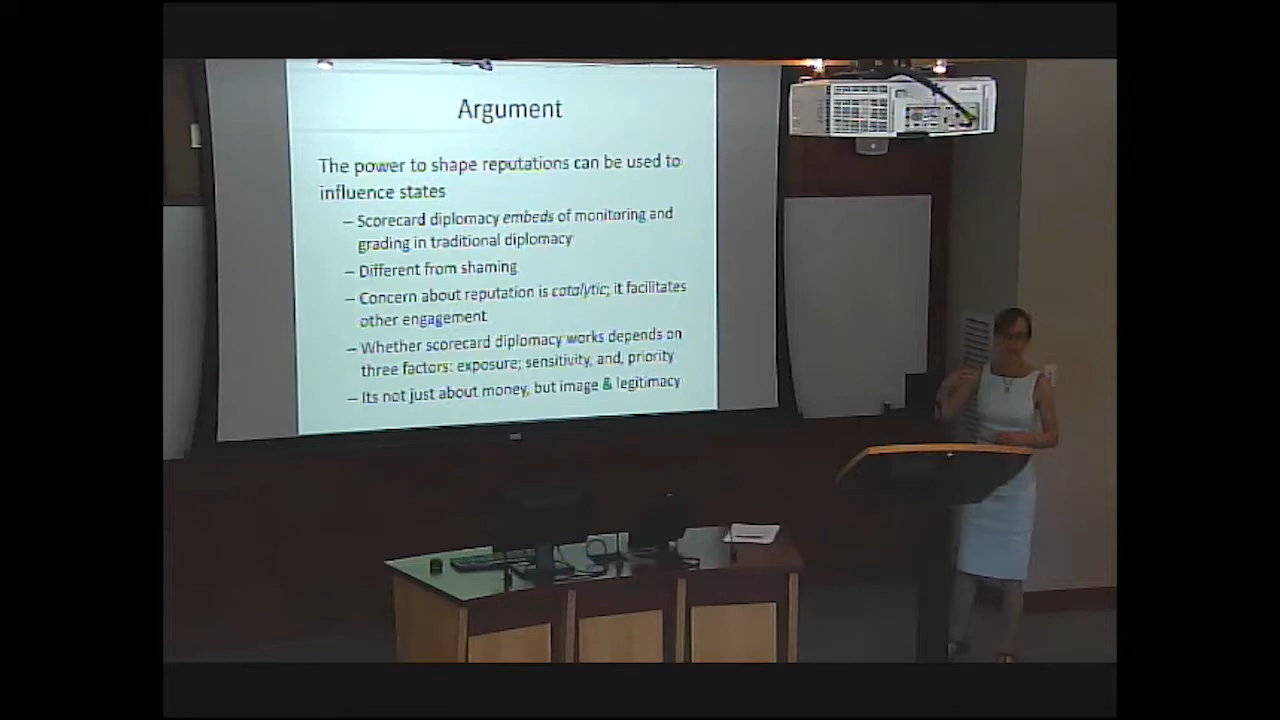 Argument
The power to shape reputations can be used to
influence states
– Scorecard diplomacy embeds of monitoring and
grading in traditional diplomacy
– Different from shaming
– Concern about reputation is catalytic; it facilitates
other engagement
– Whether scorecard diplomacy works depends on
three factors: exposure; sensitivity, and, priority
– Its not just about money, but image & legitimacy